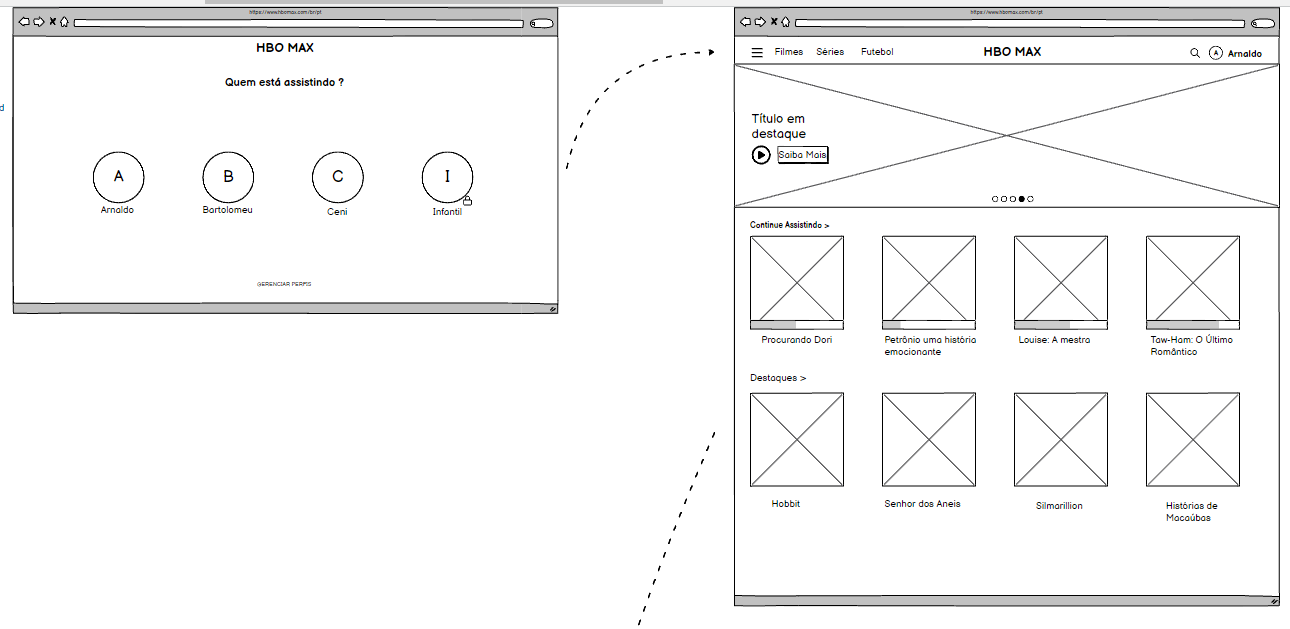 https://www.hbomax.com/br/pt
HBO MAX
Quem está assistindo ?
A
B
C
I
Arnaldo
Bartolomeu
Ceni
Infantil
GERENCIAR PERFIS
d
https://www.hbomax.com/br/pt
Filmes
Séries
Futebol
HBO MAX
A
Arnaldo
Título em
destaque
Saiba Mais
Continue Assistindo >
Procurando Dori
Petrônio uma história
emocionante
Louise: A mestra
Taw-Ham: O Último
Romântico
Destaques >
Hobbit
Senhor dos Aneis
Silmarillion
Histórias de
Macaúbas